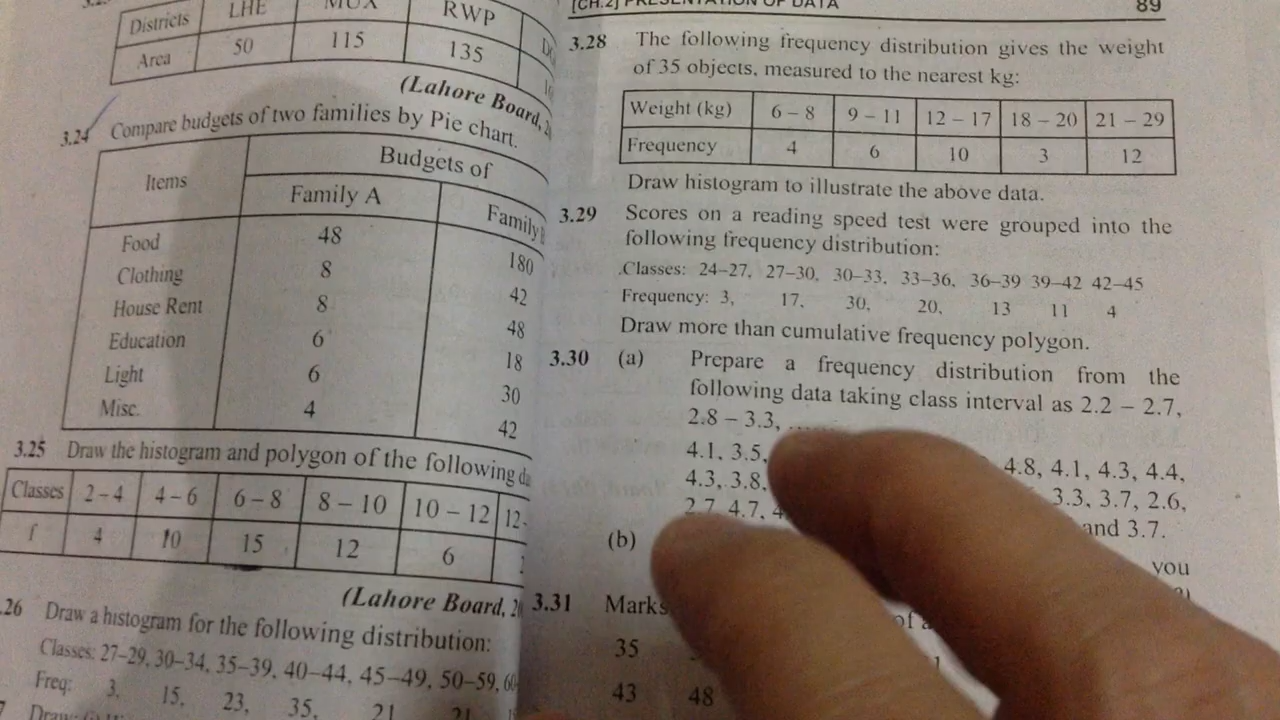 Districts LHE MUX RWP
Area 50 115 135
(Lahore Board,
3.24 Compare budgets of two families by Pie chart.
Items Budgets of
Family A Family
Food 48 180
Clothing 8 42
House Rent 8 48
Education 6 18
Light 6 30
Misc. 4 42
3.25 Draw the histogram and polygon of the following
Classes 2 – 4 4 – 6 6 – 8 8 – 10 10 – 12 12
f 4 10 15 12 6
(Lahore Board,
.26 Draw a histogram for the following distribution:
Classes: 27–29, 30–34, 35–39, 40–44, 45–49, 50–59,
Freq: 3, 15, 23, 35, 21 21
[CH.2] PRESENTATION OF DATA 89
3.28 The following frequency distribution gives the weight
of 35 objects, measured to the nearest kg:
Weight (kg) 6 – 8 9 – 11 12 – 17 18 – 20 21 – 29
Frequency 4 6 10 3 12
Draw histogram to illustrate the above data.
3.29 Scores on a reading speed test were grouped into the
following frequency distribution:
Classes: 24–27, 27–30, 30–33, 33–36, 36–39 39–42 42–45
Frequency: 3, 17, 30, 20, 13 11 4
Draw more than cumulative frequency polygon.
3.30 (a) Prepare a frequency distribution from the
following data taking class interval as 2.2 – 2.7,
2.8 – 3.3, ......
4.1, 3.5, 4.8, 4.1, 4.3, 4.4,
4.3, 3.8, 3.3, 3.7, 2.6,
2.7, 4.7, and 3.7.
(b) you
3.31 Marks of a
35
43 48